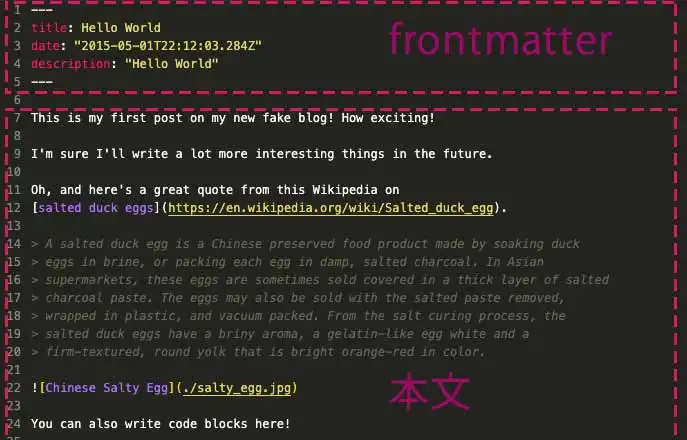 1 ---
2 title: Hello World
3 date: "2015-05-01T22:12:03.284Z"
4 description: "Hello World"
5 ---
frontmatter
6
7 This is my first post on my new fake blog! How exciting!
8
9 I'm sure I'll write a lot more interesting things in the future.
10
11 Oh, and here's a great quote from this Wikipedia on
12 [salted duck eggs](https://en.wikipedia.org/wiki/Salted_duck_egg).
13
14 > A salted duck egg is a Chinese preserved food product made by soaking duck
15 > eggs in brine, or packing each egg in damp, salted charcoal. In Asian
16 > supermarkets, these eggs are sometimes sold covered in a thick layer of salted
17 > charcoal paste. The eggs may also be sold with the salted paste removed,
18 > wrapped in plastic, and vacuum packed. From the salt curing process, the
19 > salted duck eggs have a briny aroma, a gelatin-like egg white and a
20 > firm-textured, round yolk that is bright orange-red in color.
21
22 ![Chinese Salty Egg](./salty_egg.jpg)
本文
23
24 You can also write code blocks here!
25